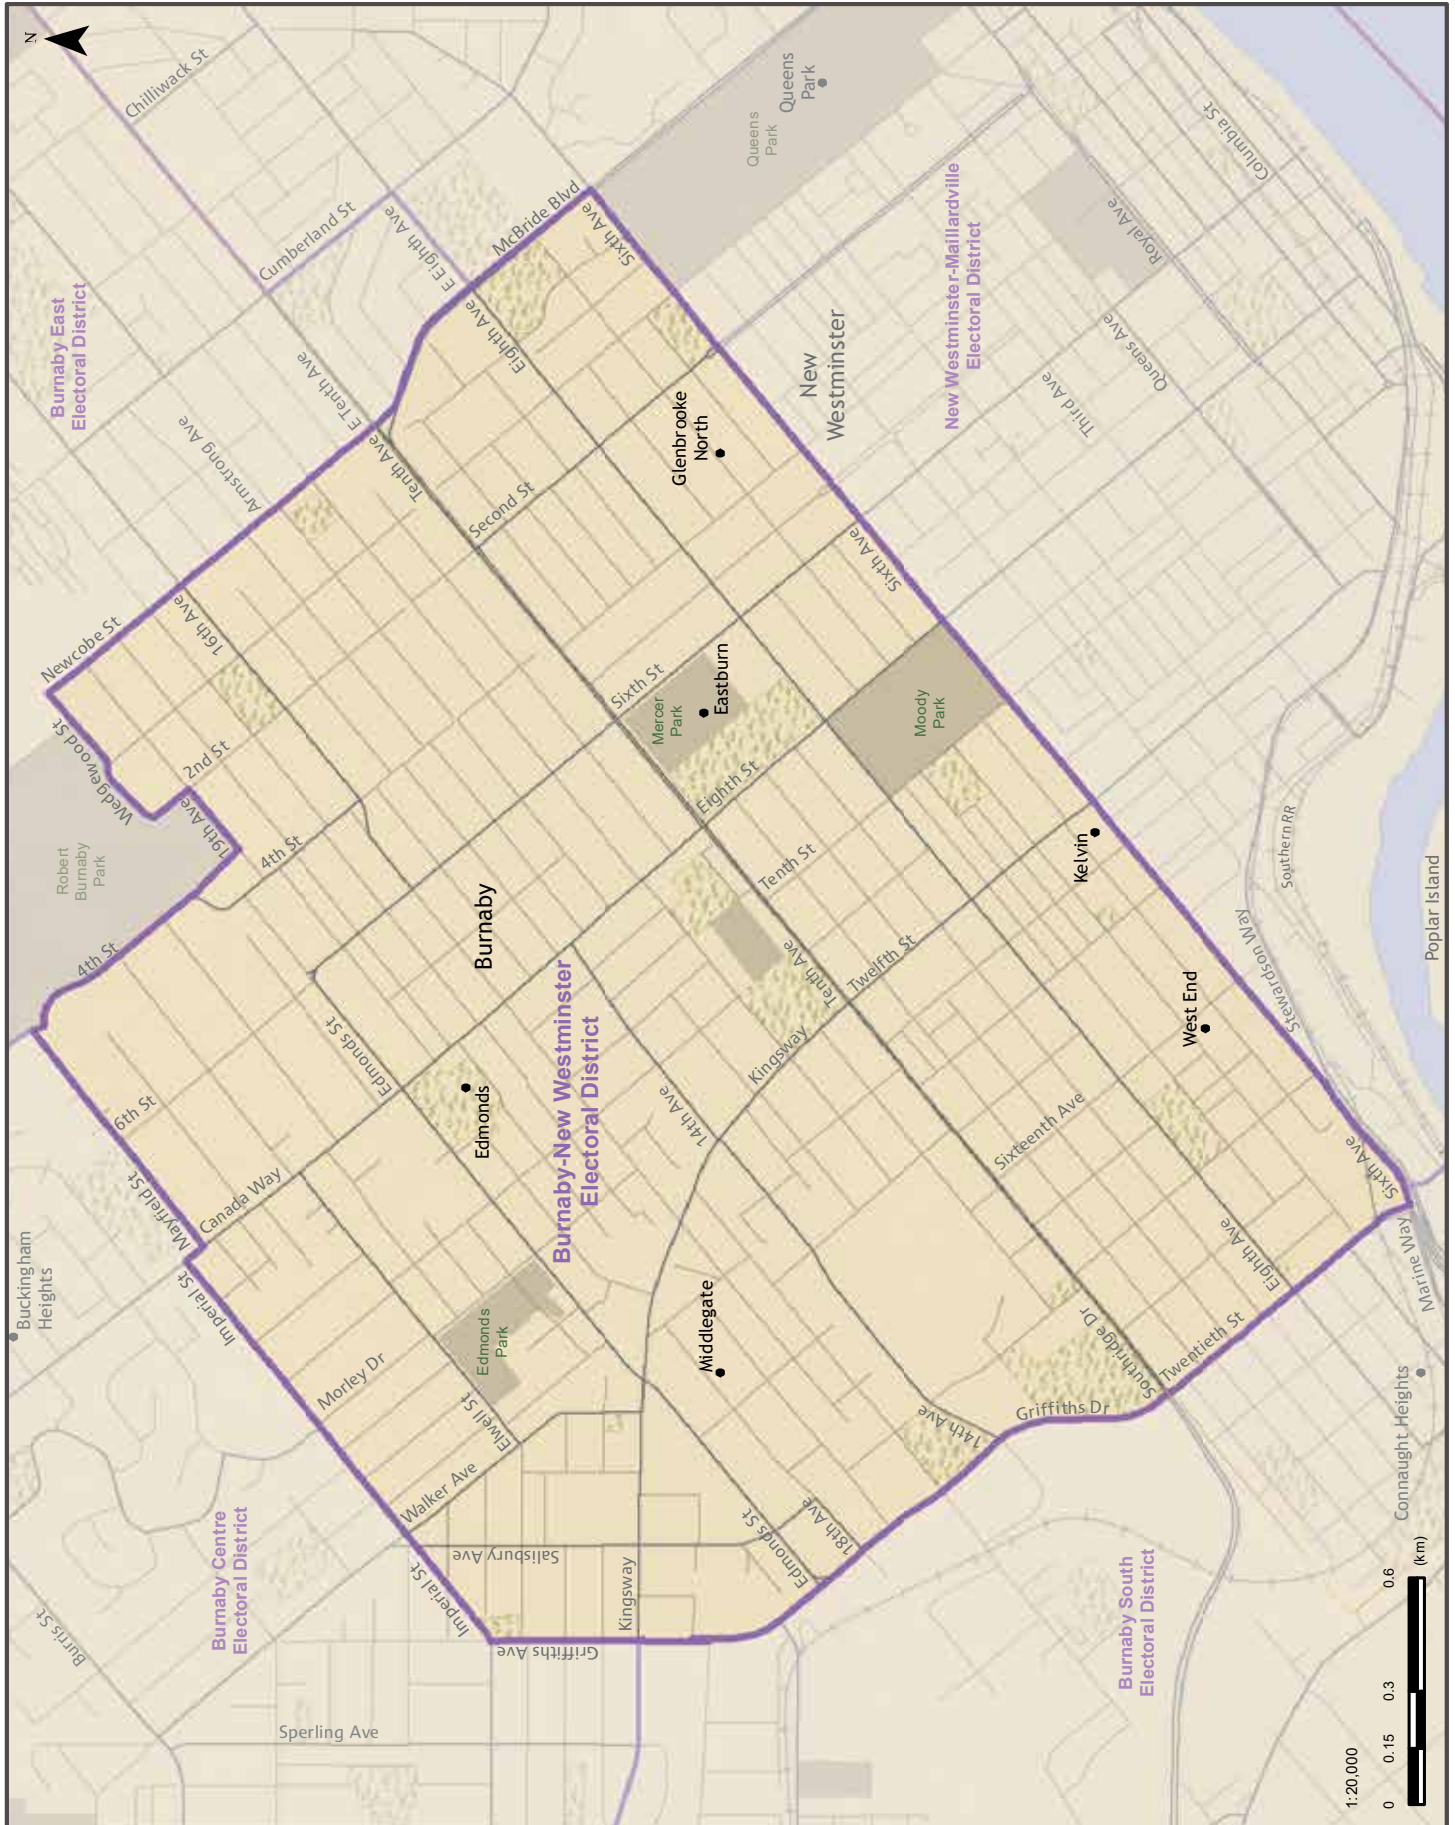 N
Chilliwack St
Cumberland St
E Eighth Ave
McBride Blvd
Sixth Ave
Queens
Park
Queens
Park
Columbia St
Royal Ave
Queens Ave
Third Ave
New Westminster-Maillardville
Electoral District
New
Westminster
Burnaby East
Electoral District
E Tenth Ave
Armstrong Ave
Tenth Ave
Eighth Ave
Second St
Glenbrooke
North
Sixth Ave
Newcobe St
16th Ave
Wedgewood St
2nd St
19th Ave
4th St
Robert
Burnaby
Park
4th St
Sixth St
Mercer
Park
Eastburn
Moody
Park
Eighth St
Tenth St
Tenth Ave
Twelfth St
Kelvin
West End
Southern RR
Stewardson Way
Poplar Island
Burnaby
Edmonds St
Edmonds
Burnaby-New Westminster
Electoral District
14th Ave
Kingsway
Sixteenth Ave
6th St
Mayfield St
Canada Way
Buckingham
Heights
Imperial St
Morley Dr
Edmonds
Park
Elwell St
Walker Ave
Middlegate
Sixth Ave
Eighth Ave
Twentieth St
Marine Way
Southridge Dr
Griffiths Dr
14th Ave
18th Ave
Edmonds St
Salisbury Ave
Kingsway
Imperial St
Griffiths Ave
Burnaby Centre
Electoral District
Burris St
Sperling Ave
Burnaby South
Electoral District
Connaught Heights
1:20,000
0 0.15 0.3 0.6
(km)